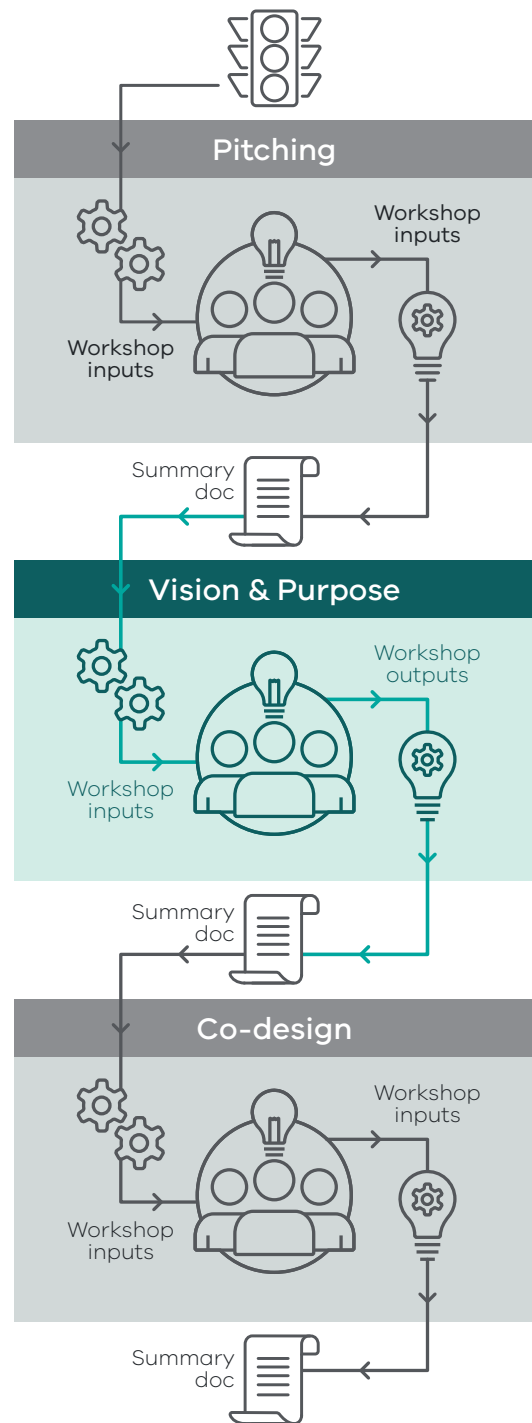 Pitching
Workshop
inputs
Workshop
inputs
Summary
doc
Vision & Purpose
Workshop
outputs
Workshop
inputs
Summary
doc
Co-design
Workshop
inputs
Workshop
inputs
Summary
doc